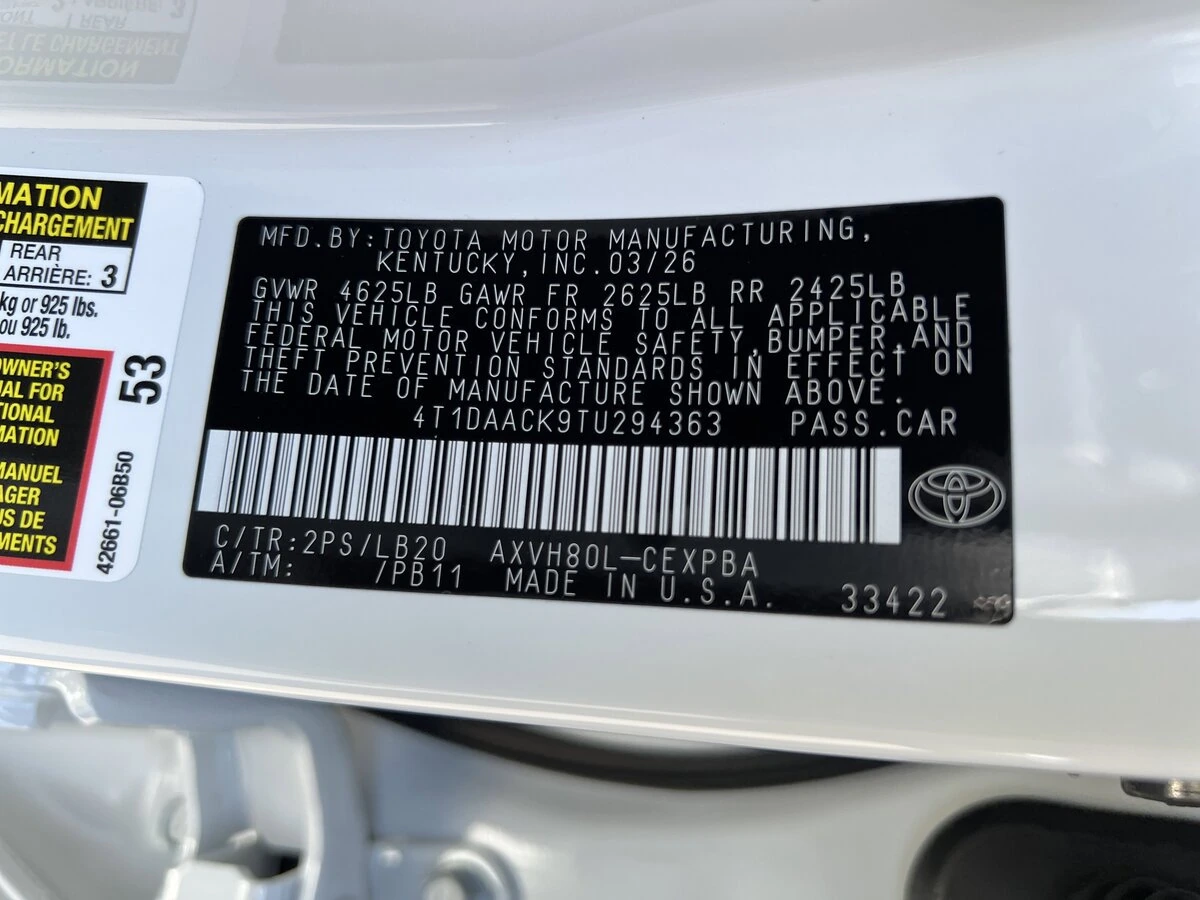 MATION
CHARGEMENT
REAR
ARRIÈRE: 3
kg or 925 lbs.
ou 925 lb.
OWNER'S
AL FOR
TIONAL
MATION
MANUEL
AGER
US DE
MENTS
53
42661-06B50
MFD.BY:TOYOTA MOTOR MANUFACTURING,
KENTUCKY,INC.03/26
GVWR 4625LB GAWR FR 2625LB RR 2425LB
THIS VEHICLE CONFORMS TO ALL APPLICABLE
FEDERAL MOTOR VEHICLE SAFETY,BUMPER,AND
THEFT PREVENTION STANDARDS IN EFFECT ON
THE DATE OF MANUFACTURE SHOWN ABOVE.
4T1DAACK9TU294363 PASS.CAR
C/TR:2PS/LB20 AXVH80L-CEXPBA
A/TM: /PB11 MADE IN U.S.A. 33422